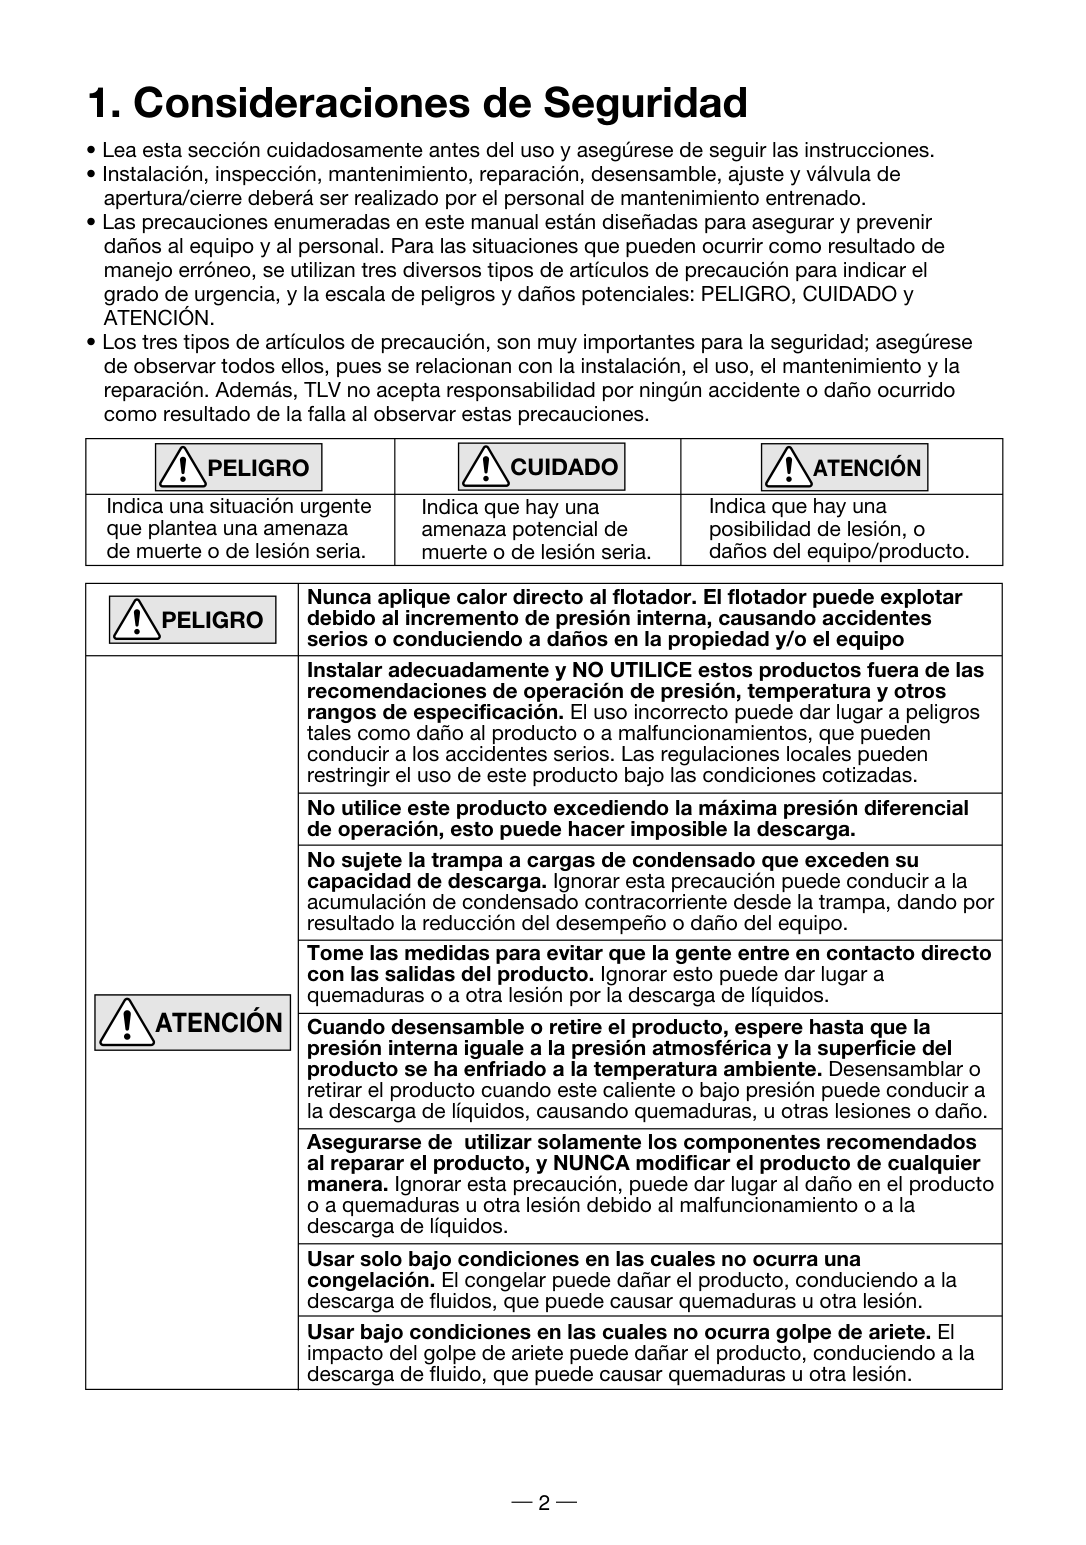 1. Consideraciones de Seguridad
• Lea esta sección cuidadosamente antes del uso y asegúrese de seguir las instrucciones.
• Instalación, inspección, mantenimiento, reparación, desensamble, ajuste y válvula de
apertura/cierre deberá ser realizado por el personal de mantenimiento entrenado.
• Las precauciones enumeradas en este manual están diseñadas para asegurar y prevenir
daños al equipo y al personal. Para las situaciones que pueden ocurrir como resultado de
manejo erróneo, se utilizan tres diversos tipos de artículos de precaución para indicar el
grado de urgencia, y la escala de peligros y daños potenciales: PELIGRO, CUIDADO y
ATENCIÓN.
• Los tres tipos de artículos de precaución, son muy importantes para la seguridad; asegúrese
de observar todos ellos, pues se relacionan con la instalación, el uso, el mantenimiento y la
reparación. Además, TLV no acepta responsabilidad por ningún accidente o daño ocurrido
como resultado de la falla al observar estas precauciones.
PELIGRO
Indica una situación urgente
que plantea una amenaza
de muerte o de lesión seria.
CUIDADO
Indica que hay una
amenaza potencial de
muerte o de lesión seria.
ATENCIÓN
Indica que hay una
posibilidad de lesión, o
daños del equipo/producto.
PELIGRO
Nunca aplique calor directo al flotador. El flotador puede explotar
debido al incremento de presión interna, causando accidentes
serios o conduciendo a daños en la propiedad y/o el equipo
ATENCIÓN
Instalar adecuadamente y NO UTILICE estos productos fuera de las
recomendaciones de operación de presión, temperatura y otros
rangos de especificación. El uso incorrecto puede dar lugar a peligros
tales como daño al producto o a malfuncionamientos, que pueden
conducir a los accidentes serios. Las regulaciones locales pueden
restringir el uso de este producto bajo las condiciones cotizadas.
No utilice este producto excediendo la máxima presión diferencial
de operación, esto puede hacer imposible la descarga.
No sujete la trampa a cargas de condensado que exceden su
capacidad de descarga. Ignorar esta precaución puede conducir a la
acumulación de condensado contracorriente desde la trampa, dando por
resultado la reducción del desempeño o daño del equipo.
Tome las medidas para evitar que la gente entre en contacto directo
con las salidas del producto. Ignorar esto puede dar lugar a
quemaduras o a otra lesión por la descarga de líquidos.
Cuando desensamble o retire el producto, espere hasta que la
presión interna iguale a la presión atmosférica y la superficie del
producto se ha enfriado a la temperatura ambiente. Desensamblar o
retirar el producto cuando este caliente o bajo presión puede conducir a
la descarga de líquidos, causando quemaduras, u otras lesiones o daño.
Asegurarse de  utilizar solamente los componentes recomendados
al reparar el producto, y NUNCA modificar el producto de cualquier
manera. Ignorar esta precaución, puede dar lugar al daño en el producto
o a quemaduras u otra lesión debido al malfuncionamiento o a la
descarga de líquidos.
Usar solo bajo condiciones en las cuales no ocurra una
congelación. El congelar puede dañar el producto, conduciendo a la
descarga de fluidos, que puede causar quemaduras u otra lesión.
Usar bajo condiciones en las cuales no ocurra golpe de ariete. El
impacto del golpe de ariete puede dañar el producto, conduciendo a la
descarga de fluido, que puede causar quemaduras u otra lesión.
— 2 —